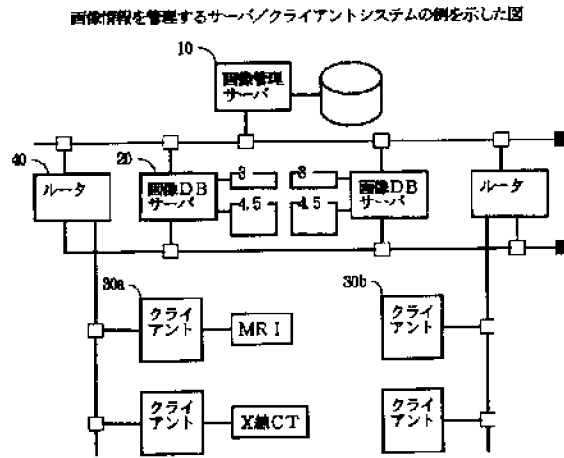 画像情報を管理するサーバ/クライアントシステムの例を示した図
10
画像管理
サーバ
40
20
ルータ
画像DB
サーバ
3
4.5
3
4.5
画像DB
サーバ
ルータ
30a
30b
クライ
アント
MRI
クライ
アント
クライ
アント
X線CT
クライ
アント